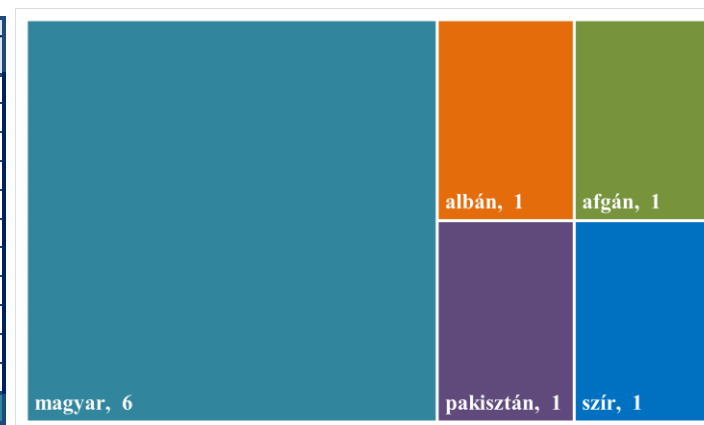 albán, 1
afgán, 1
magyar, 6
pakisztán, 1
szír, 1